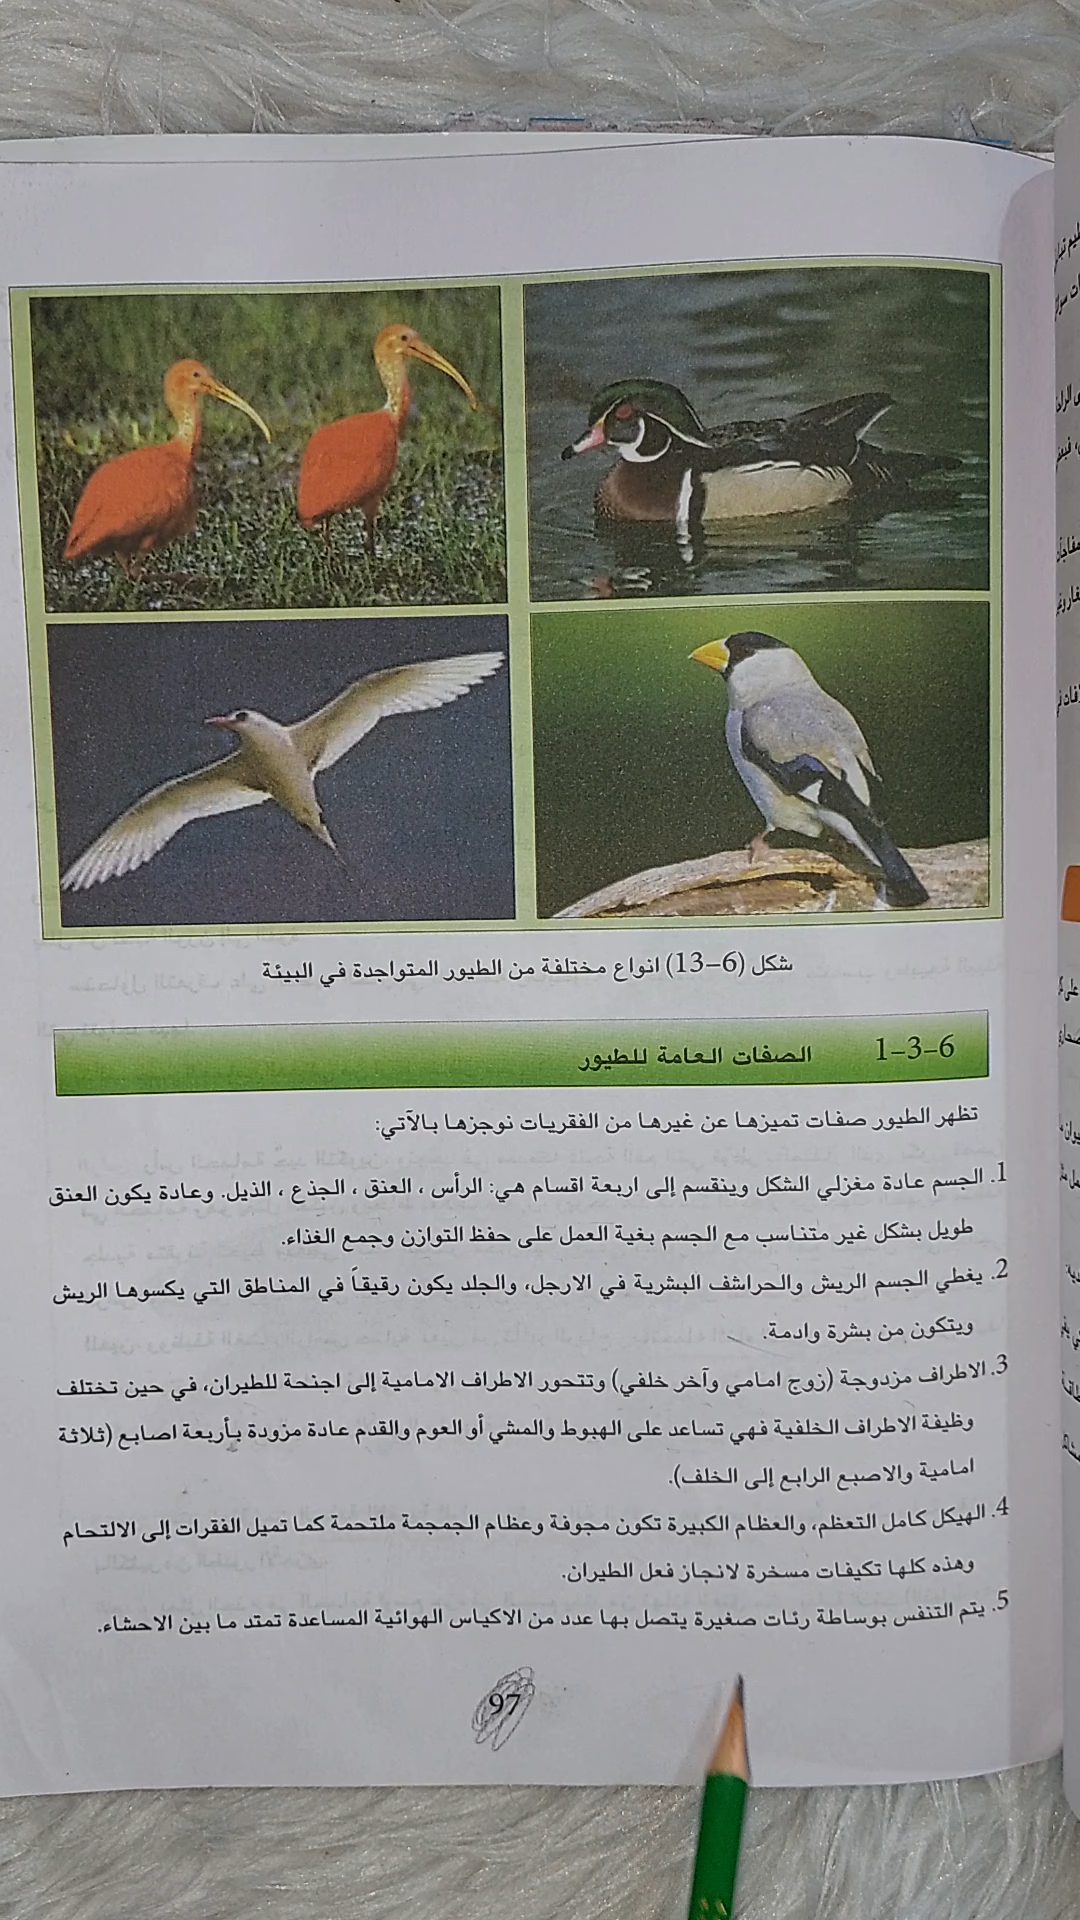 شكل (6-13) انواع مختلفة من الطيور المتواجدة في البيئة
6-3-1 الصفات العامة للطيور
تظهر الطيور صفات تميزها عن غيرها من الفقريات نوجزها بالآتي:
1. الجسم عادة مغزلي الشكل وينقسم إلى اربعة اقسام هي: الرأس ، العنق ، الجذع ، الذيل. وعادة يكون العنق
طويل بشكل غير متناسب مع الجسم بغية العمل على حفظ التوازن وجمع الغذاء.
2. يغطي الجسم الريش والحراشف البشرية في الارجل، والجلد يكون رقيقاً في المناطق التي يكسوها الريش
ويتكون من بشرة وادمة.
3. الاطراف مزدوجة (زوج امامي وآخر خلفي) وتتحور الاطراف الامامية إلى اجنحة للطيران، في حين تختلف
وظيفة الاطراف الخلفية فهي تساعد على الهبوط والمشي أو العوم والقدم عادة مزودة بأربعة اصابع (ثلاثة
امامية والاصبع الرابع إلى الخلف).
4. الهيكل كامل التعظم، والعظام الكبيرة تكون مجوفة وعظام الجمجمة ملتحمة كما تميل الفقرات إلى الالتحام
وهذه كلها تكيفات مسخرة لانجاز فعل الطيران.
5. يتم التنفس بوساطة رئات صغيرة يتصل بها عدد من الاكياس الهوائية المساعدة تمتد ما بين الاحشاء.
97